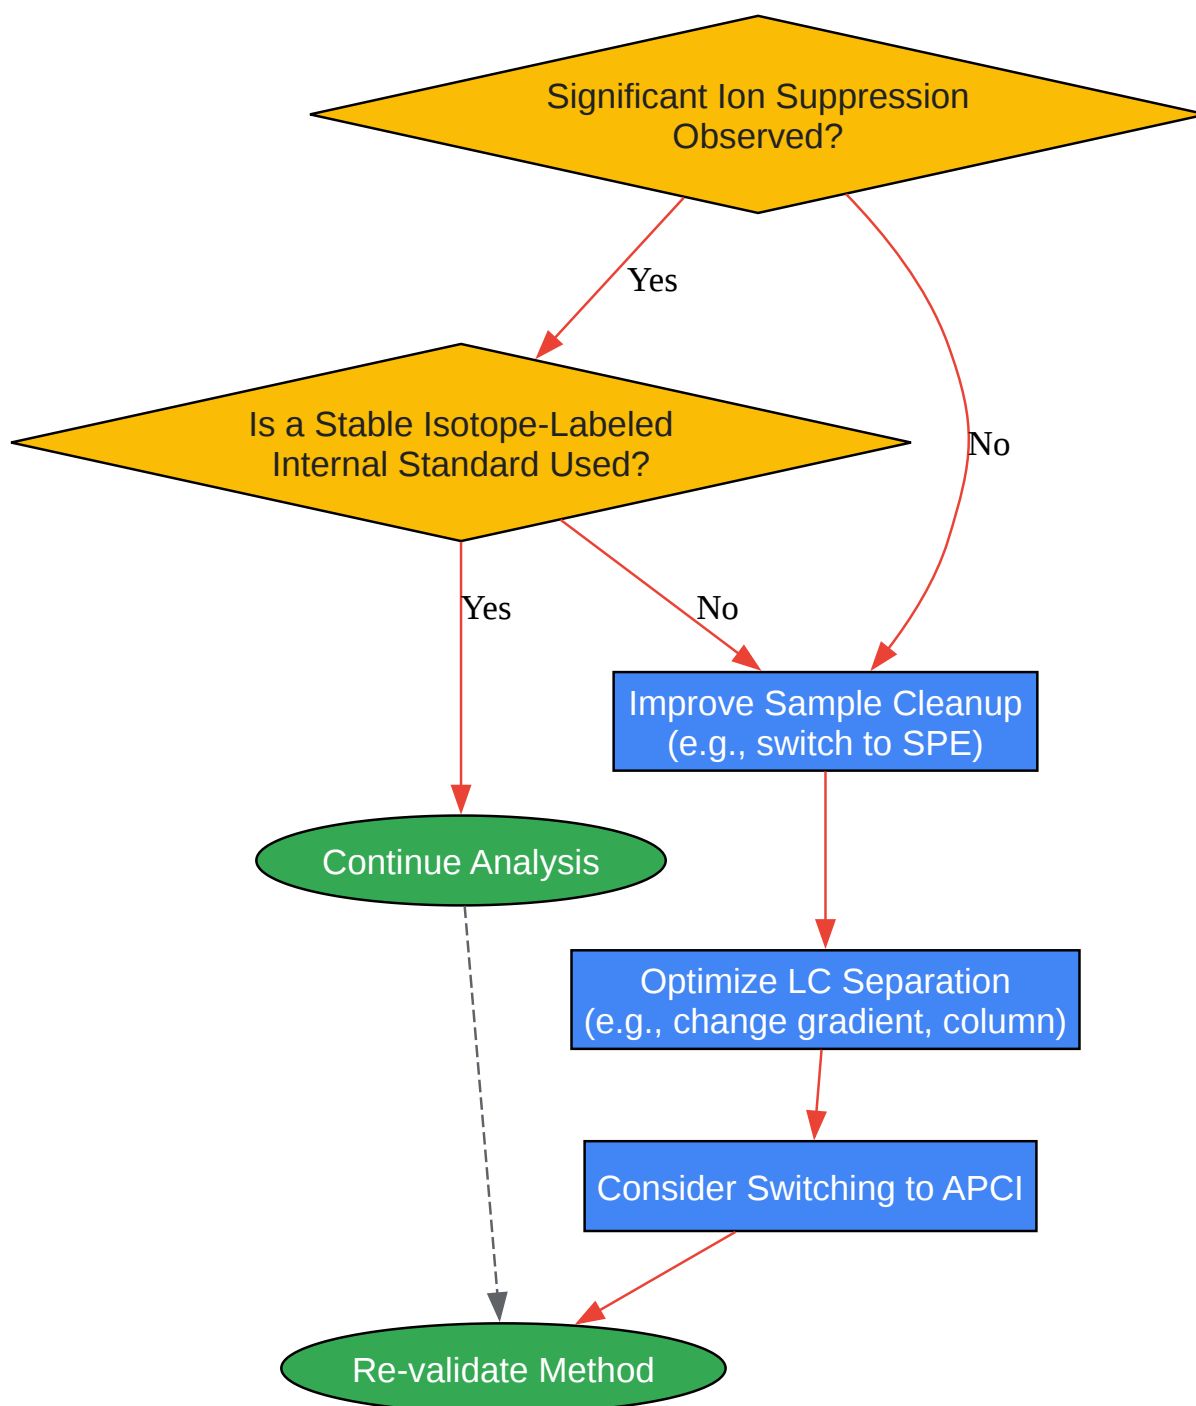 Significant Ion Suppression
Observed?
Yes
Is a Stable Isotope-Labeled
Internal Standard Used?
No
Yes
No
Improve Sample Cleanup
(e.g., switch to SPE)
Continue Analysis
Optimize LC Separation
(e.g., change gradient, column)
Consider Switching to APCI
Re-validate Method